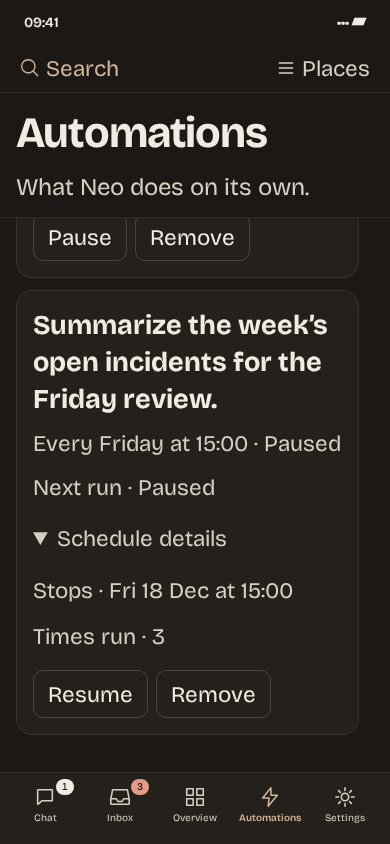 09:41
Search
Places
Automations
What Neo does on its own.
Pause
Remove
Summarize the week’s
open incidents for the
Friday review.
Every Friday at 15:00 · Paused
Next run · Paused
▼ Schedule details
Stops · Fri 18 Dec at 15:00
Times run · 3
Resume
Remove
1
3
Chat
Inbox
Overview
Automations
Settings